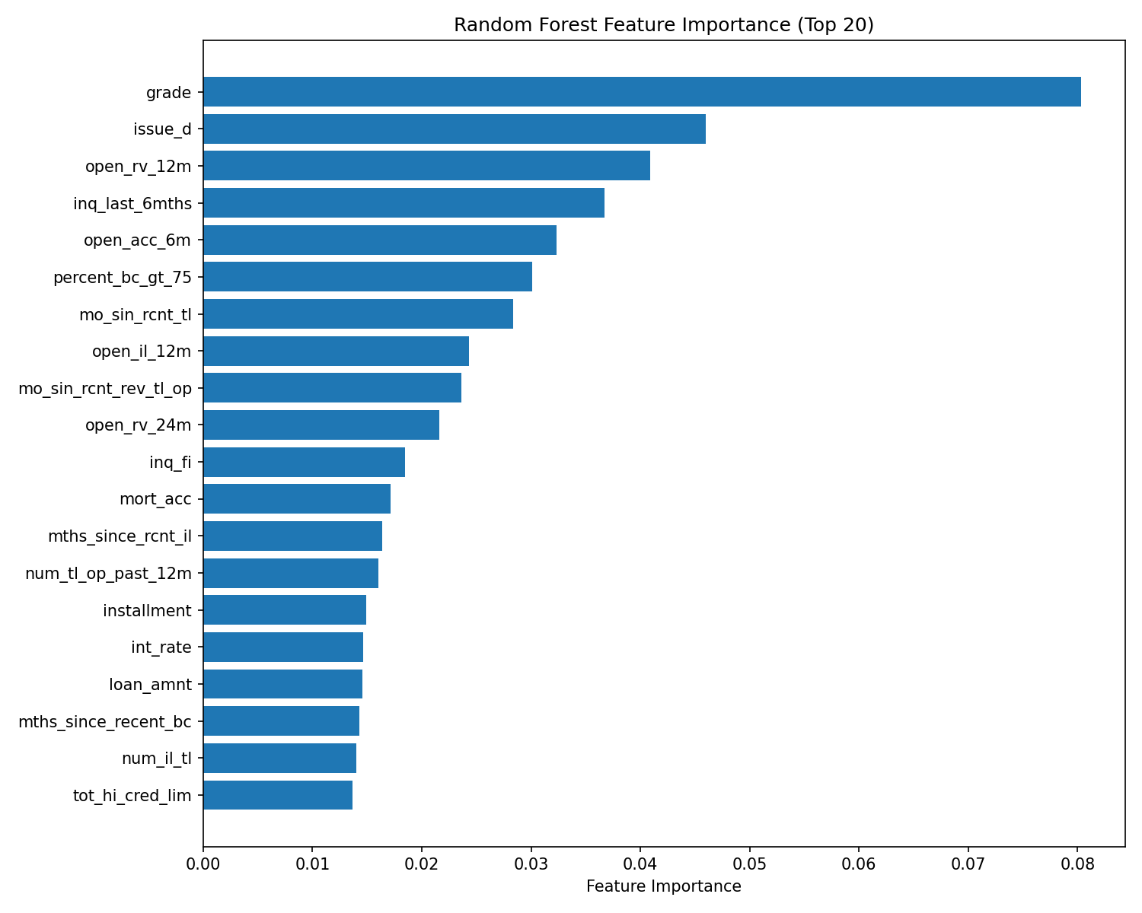 Random Forest Feature Importance (Top 20)
grade
issue_d
open_rv_12m
inq_last_6mths
open_acc_6m
percent_bc_gt_75
mo_sin_rcnt_tl
open_il_12m
mo_sin_rcnt_rev_tl_op
open_rv_24m
inq_fi
mort_acc
mths_since_rcnt_il
num_tl_op_past_12m
installment
int_rate
loan_amnt
mths_since_recent_bc
num_il_tl
tot_hi_cred_lim
0.00 0.01 0.02 0.03 0.04 0.05 0.06 0.07 0.08
Feature Importance